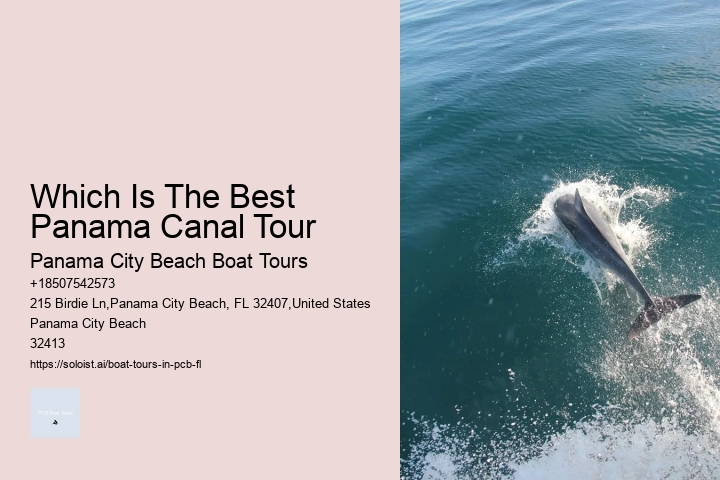 Which Is The Best
Panama Canal Tour
Panama City Beach Boat Tours
+18507542573
215 Birdie Ln,Panama City Beach, FL 32407,United States
Panama City Beach
32413
https://soloist.ai/boat-tours-in-pcb-fl